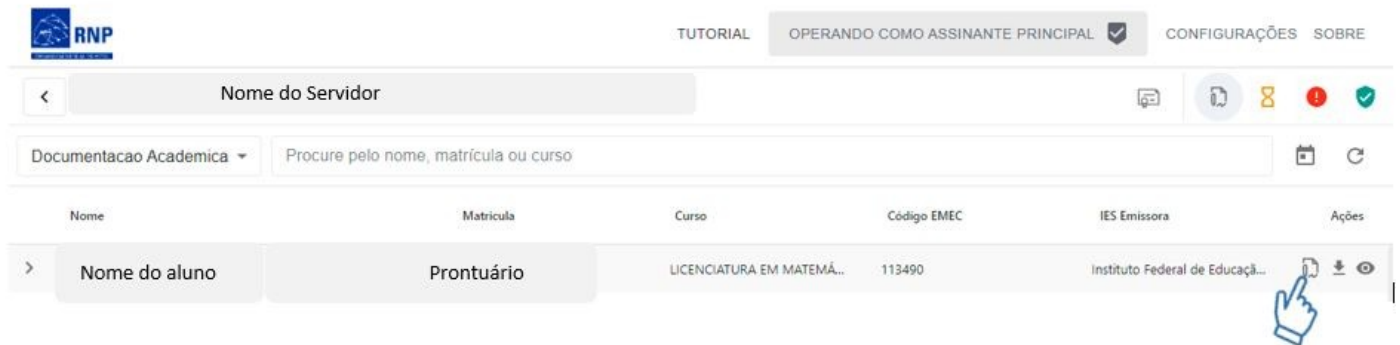 RNP
TUTORIAL OPERANDO COMO ASSINANTE PRINCIPAL CONFIGURAÇÕES SOBRE
Nome do Servidor
Documentacao Academica Procure pelo nome, matrícula ou curso
Nome Matricula Curso Código EMEC IES Emissora Ações
Nome do aluno Prontuário LICENCIATURA EM MATEMÁ... 113490 Instituto Federal de Educaçã...